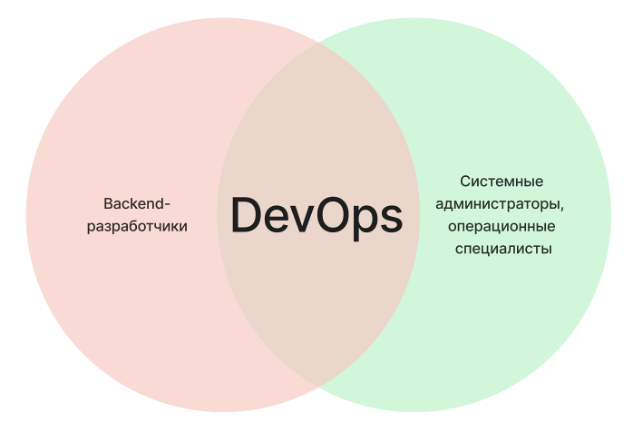 Backend-
разработчики
DevOps
Системные
администраторы,
операционные
специалисты